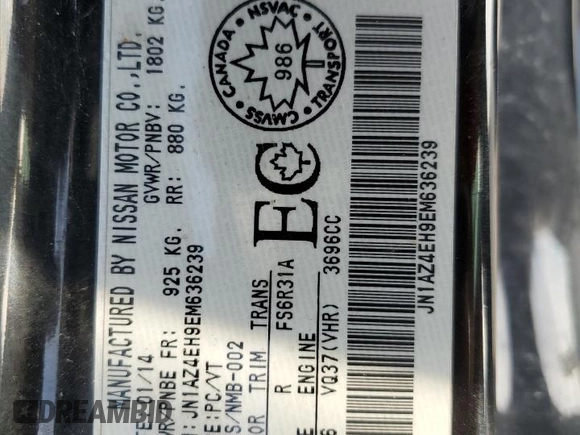 MANUFACTURED BY NISSAN MOTOR CO.,LTD.
01/14 GVWR/PNBV: 1802 KG.
FR: 925 KG. RR: 880 KG.
JN1AZ4EH9EM636239
PC/VT
NMB-002
TRIM TRANS
R FS6R31A
ENGINE
VQ37(VHR) 3696CC
EC
CANADA NSVAC TRANSPORT CMVSS
986
JN1AZ4EH9EM636239
DREAMBID